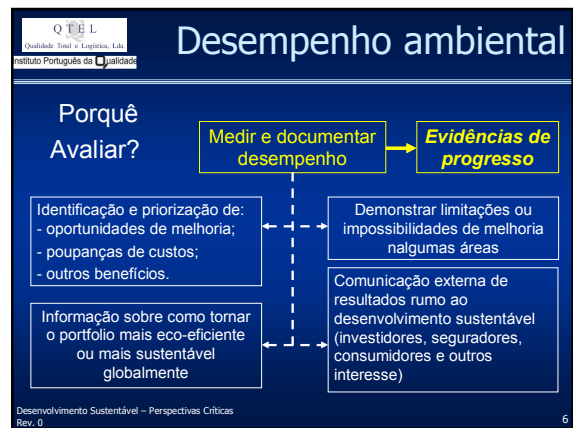 Q T E L
Qualidade Total e Logística, Lda.
nstituto Português da Qualidade
Desempenho ambiental
Porquê
Avaliar?
Medir e documentar
desempenho
Evidências de
progresso
Identificação e priorização de:
- oportunidades de melhoria;
- poupanças de custos;
- outros benefícios.
Demonstrar limitações ou
impossibilidades de melhoria
nalgumas áreas
Informação sobre como tornar
o portfolio mais eco-eficiente
ou mais sustentável
globalmente
Comunicação externa de
resultados rumo ao
desenvolvimento sustentável
(investidores, seguradores,
consumidores e outros
interesse)
Desenvolvimento Sustentável – Perspectivas Críticas
Rev. 0
6